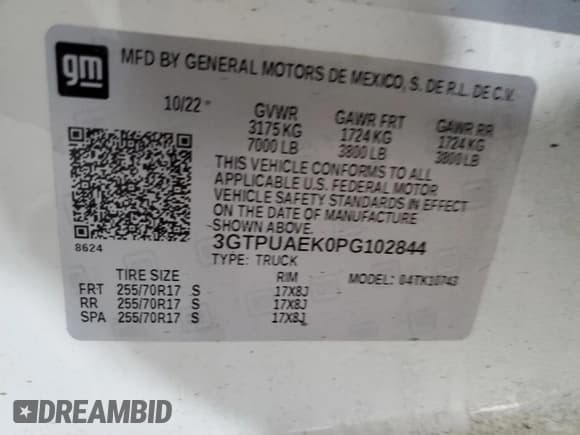 gm
MFD BY GENERAL MOTORS DE MEXICO, S. DE R.L. DE C.V.
10/22 GVWR GAWR FRT GAWR RR
3175 KG 1724 KG 1724 KG
7000 LB 3800 LB 3800 LB
THIS VEHICLE CONFORMS TO ALL
APPLICABLE U.S. FEDERAL MOTOR
VEHICLE SAFETY STANDARDS IN EFFECT
ON THE DATE OF MANUFACTURE
SHOWN ABOVE.
8624
3GTPUAEK0PG102844
TYPE: TRUCK
TIRE SIZE RIM MODEL: 04TK10743
FRT 255/70R17 S 17X8J
RR 255/70R17 S 17X8J
SPA 255/70R17 S 17X8J
DREAMBID